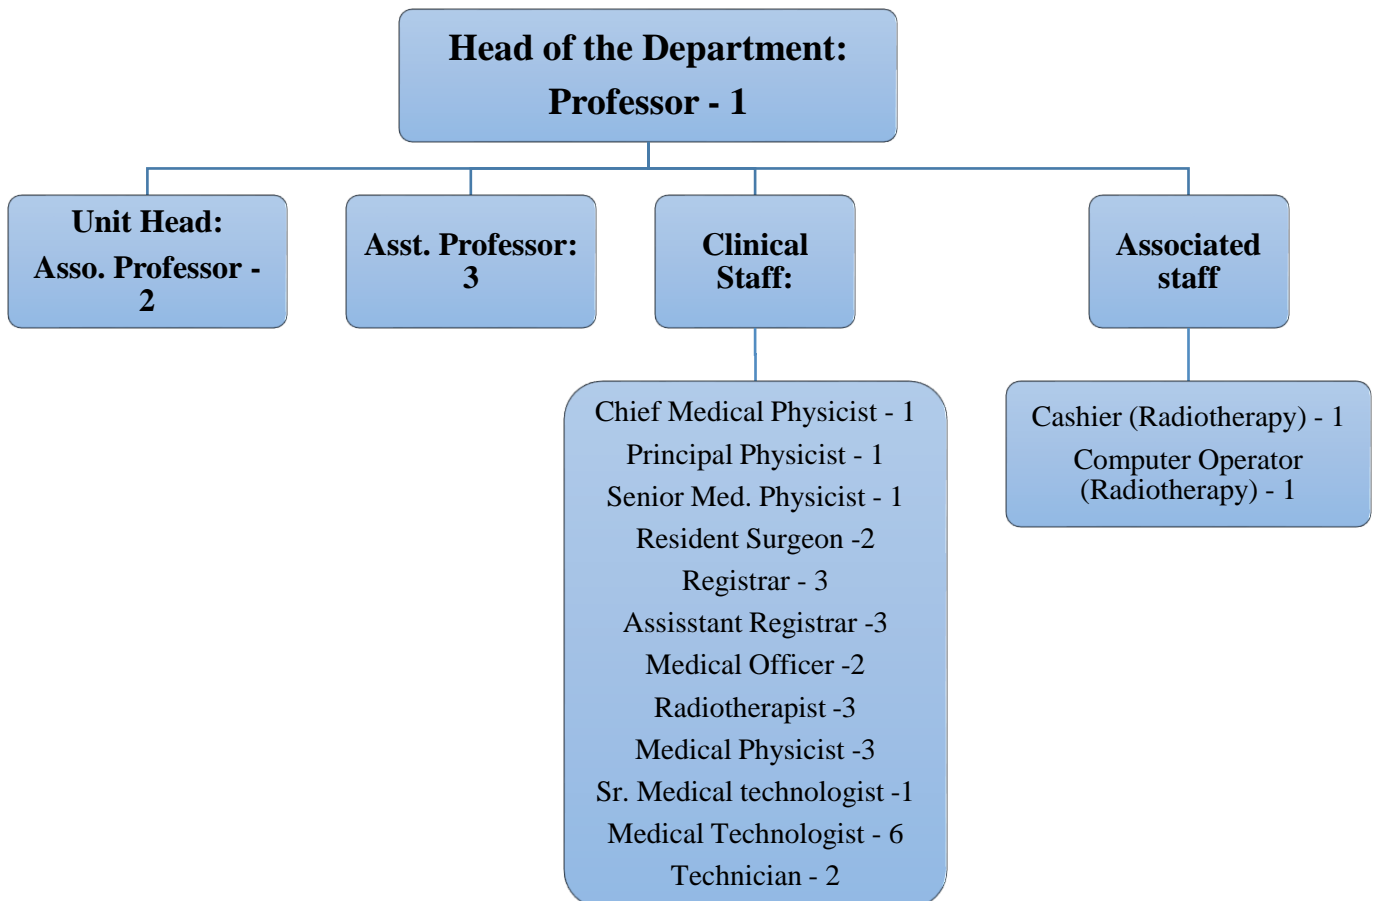 Head of the Department:
Professor - 1
Unit Head:
Asso. Professor -
2
Asst. Professor:
3
Clinical
Staff:
Associated
staff
Chief Medical Physicist - 1
Principal Physicist - 1
Senior Med. Physicist - 1
Resident Surgeon -2
Registrar - 3
Assisstant Registrar -3
Medical Officer -2
Radiotherapist -3
Medical Physicist -3
Sr. Medical technologist -1
Medical Technologist - 6
Technician - 2
Cashier (Radiotherapy) - 1
Computer Operator
(Radiotherapy) - 1